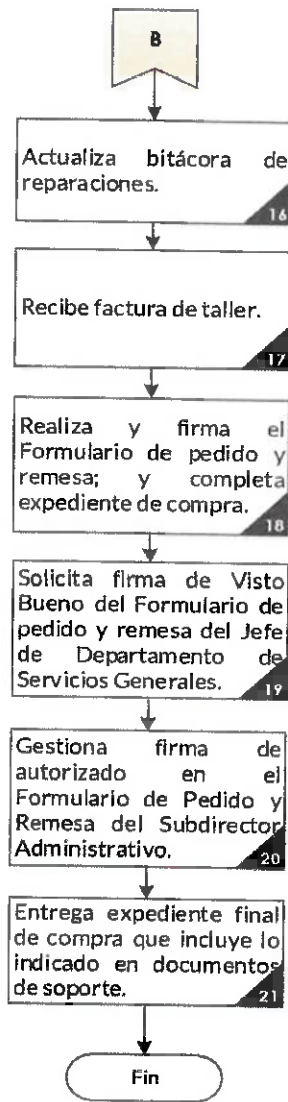 B
Actualiza bitácora de
reparaciones.
16
Recibe factura de taller.
17
Realiza y firma el
Formulario de pedido y
remesa; y completa
expediente de compra.
18
Solicita firma de Visto
Bueno del Formulario de
pedido y remesa del Jefe
de Departamento de
Servicios Generales.
19
Gestiona firma de
autorizado en el
Formulario de Pedido y
Remesa del Subdirector
Administrativo.
20
Entrega expediente final
de compra que incluye lo
indicado en documentos
de soporte.
21
Fin